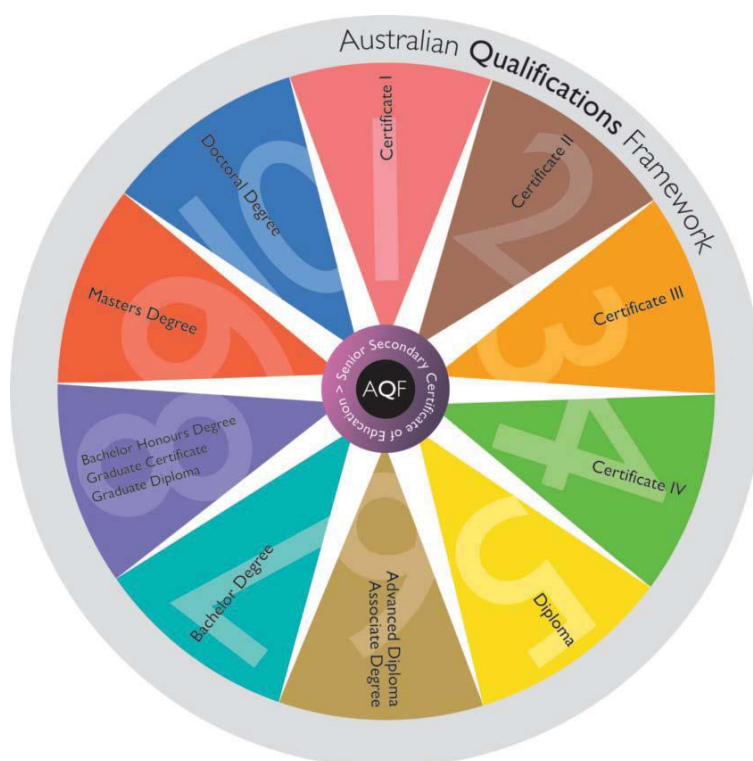 Australian Qualifications Framework
Certificate I
1
Certificate II
2
Certificate III
3
Certificate IV
4
Diploma
5
Advanced Diploma
Associate Degree
6
Bachelor Degree
7
Bachelor Honours Degree
Graduate Certificate
Graduate Diploma
8
Masters Degree
9
Doctoral Degree
10
Senior Secondary Certificate of Education <
AQF